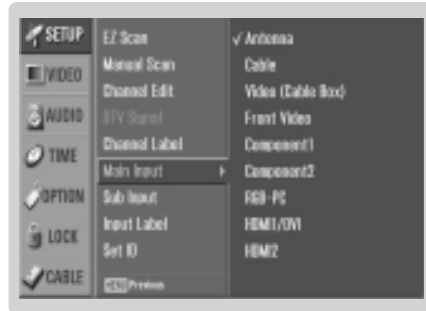 SETUP
VIDEO
AUDIO
TIME
OPTION
LOCK
CABLE
EZ Scan
Manual Scan
Channel Edit
DTV Signal
Channel Label
Main Input
Sub Input
Input Label
Set ID
MENU Previous
√ Antenna
Cable
Video (Cable Box)
Front Video
Component1
Component2
RGB-PC
HDMI1/DVI
HDMI2